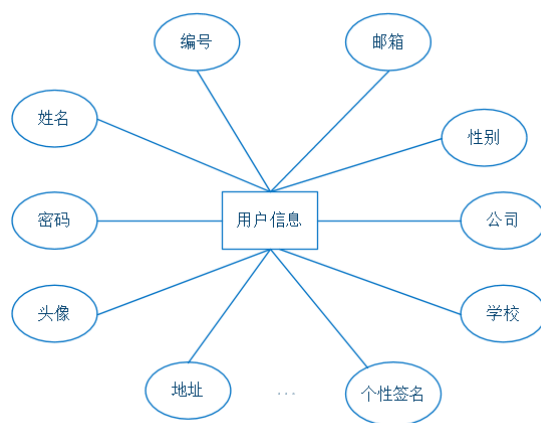 编号
邮箱
姓名
性别
密码
用户信息
公司
头像
学校
地址
...
个性签名